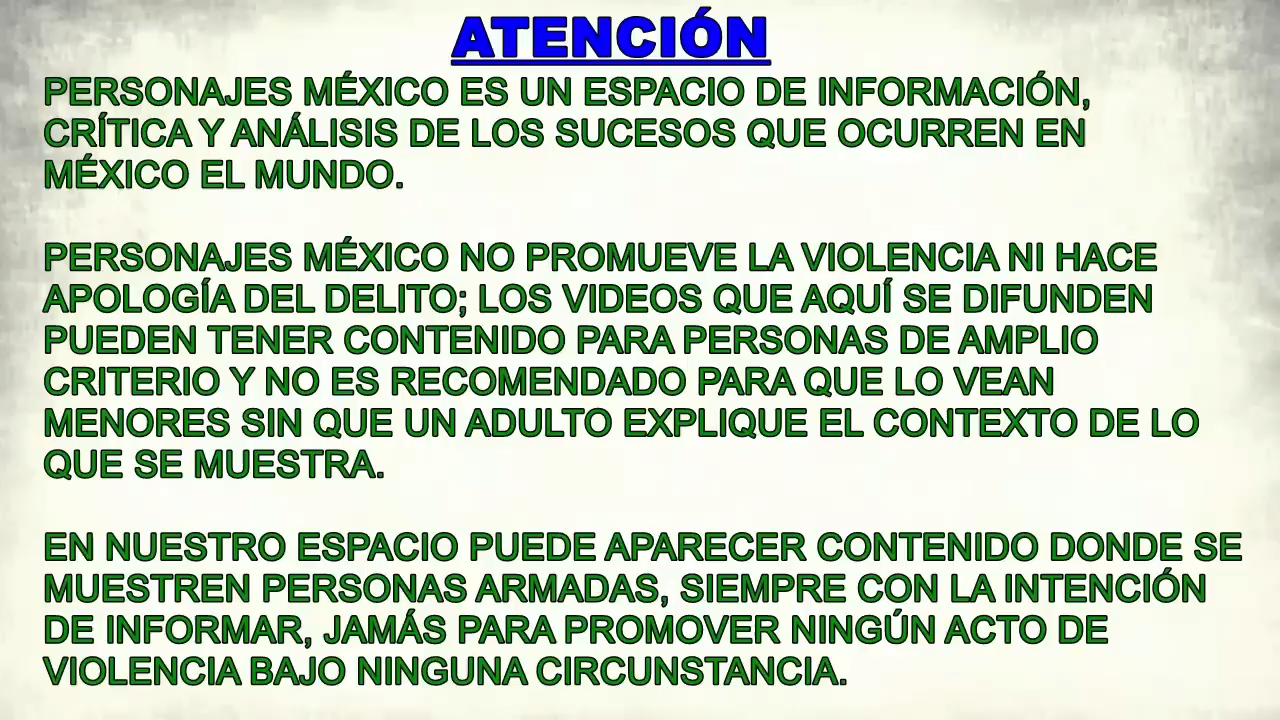 ATENCIÓN
PERSONAJES MÉXICO ES UN ESPACIO DE INFORMACIÓN,
CRÍTICA Y ANÁLISIS DE LOS SUCESOS QUE OCURREN EN
MÉXICO EL MUNDO.
PERSONAJES MÉXICO NO PROMUEVE LA VIOLENCIA NI HACE
APOLOGÍA DEL DELITO; LOS VIDEOS QUE AQUÍ SE DIFUNDEN
PUEDEN TENER CONTENIDO PARA PERSONAS DE AMPLIO
CRITERIO Y NO ES RECOMENDADO PARA QUE LO VEAN
MENORES SIN QUE UN ADULTO EXPLIQUE EL CONTEXTO DE LO
QUE SE MUESTRA.
EN NUESTRO ESPACIO PUEDE APARECER CONTENIDO DONDE SE
MUESTREN PERSONAS ARMADAS, SIEMPRE CON LA INTENCIÓN
DE INFORMAR, JAMÁS PARA PROMOVER NINGÚN ACTO DE
VIOLENCIA BAJO NINGUNA CIRCUNSTANCIA.